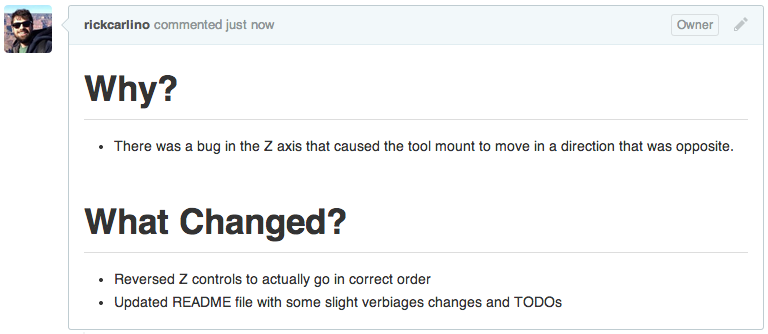 rickcarlino commented just now Owner
Why?
• There was a bug in the Z axis that caused the tool mount to move in a direction that was opposite.
What Changed?
• Reversed Z controls to actually go in correct order
• Updated README file with some slight verbiages changes and TODOs